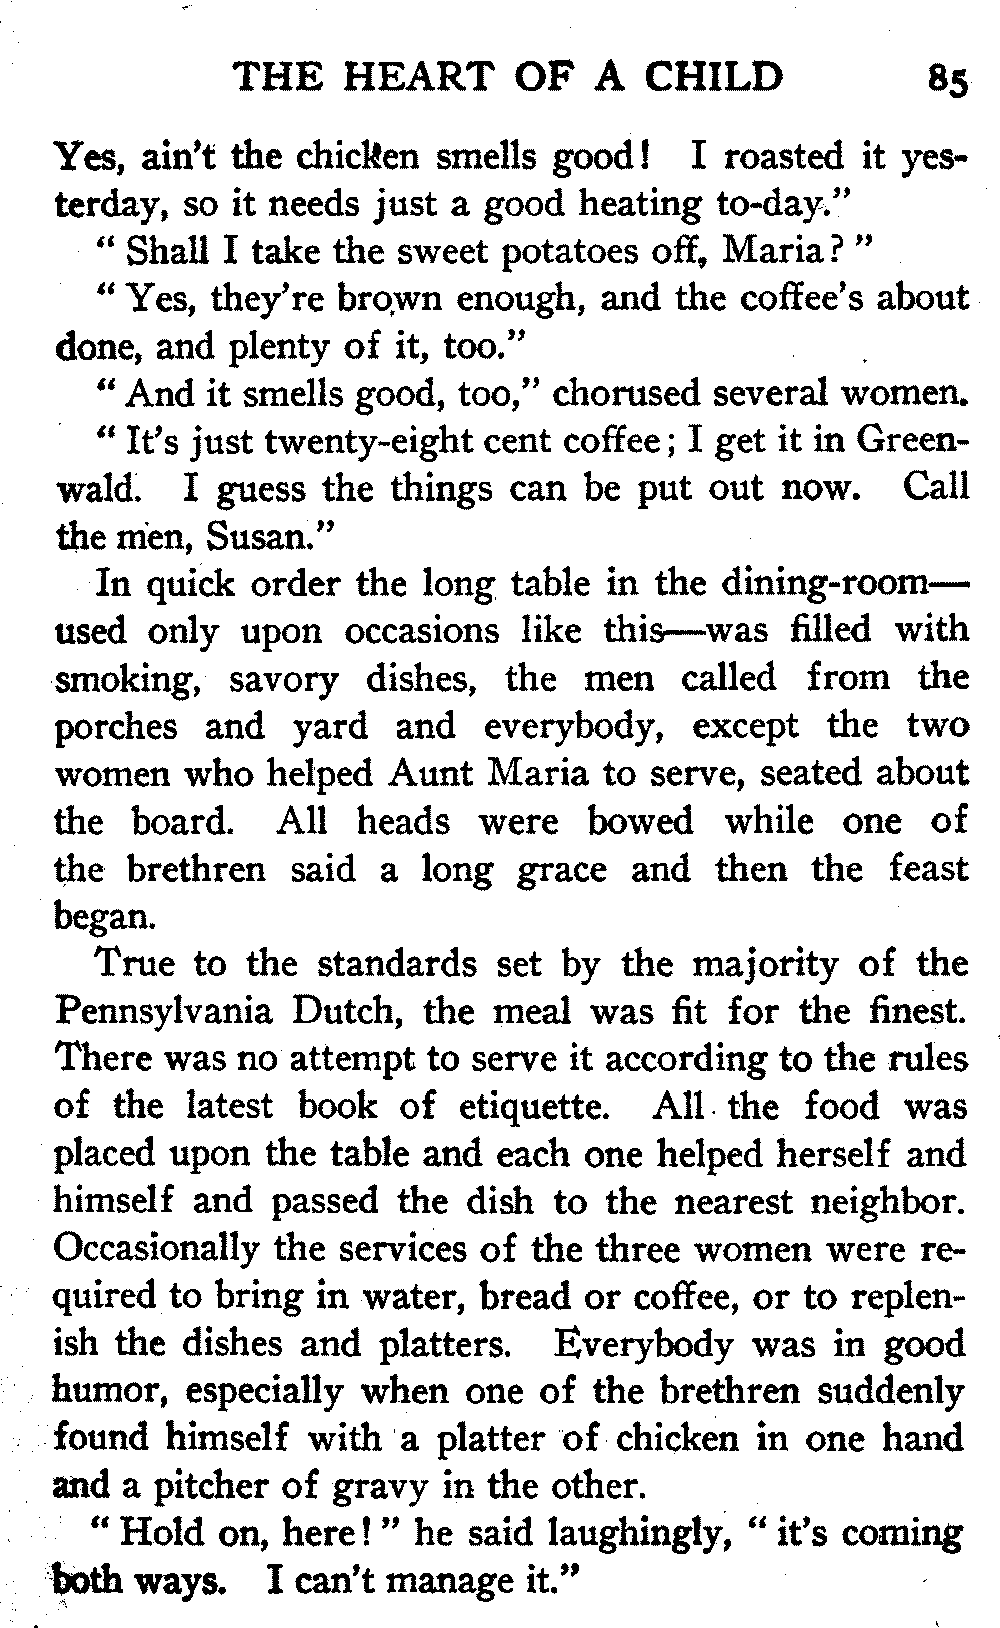 THE HEART OF A CHILD 85
Yes, ain't the chicken smells good! I roasted it yes-
terday, so it needs just a good heating to-day."
" Shall I take the sweet potatoes off, Maria? "
" Yes, they're brown enough, and the coffee's about
done, and plenty of it, too."
" And it smells good, too," chorused several women.
" It's just twenty-eight cent coffee; I get it in Green-
wald. I guess the things can be put out now. Call
the men, Susan."
In quick order the long table in the dining-room—
used only upon occasions like this—was filled with
smoking, savory dishes, the men called from the
porches and yard and everybody, except the two
women who helped Aunt Maria to serve, seated about
the board. All heads were bowed while one of
the brethren said a long grace and then the feast
began.
True to the standards set by the majority of the
Pennsylvania Dutch, the meal was fit for the finest.
There was no attempt to serve it according to the rules
of the latest book of etiquette. All the food was
placed upon the table and each one helped herself and
himself and passed the dish to the nearest neighbor.
Occasionally the services of the three women were re-
quired to bring in water, bread or coffee, or to replen-
ish the dishes and platters. Everybody was in good
humor, especially when one of the brethren suddenly
found himself with a platter of chicken in one hand
and a pitcher of gravy in the other.
" Hold on, here! " he said laughingly, " it's coming
both ways. I can't manage it."